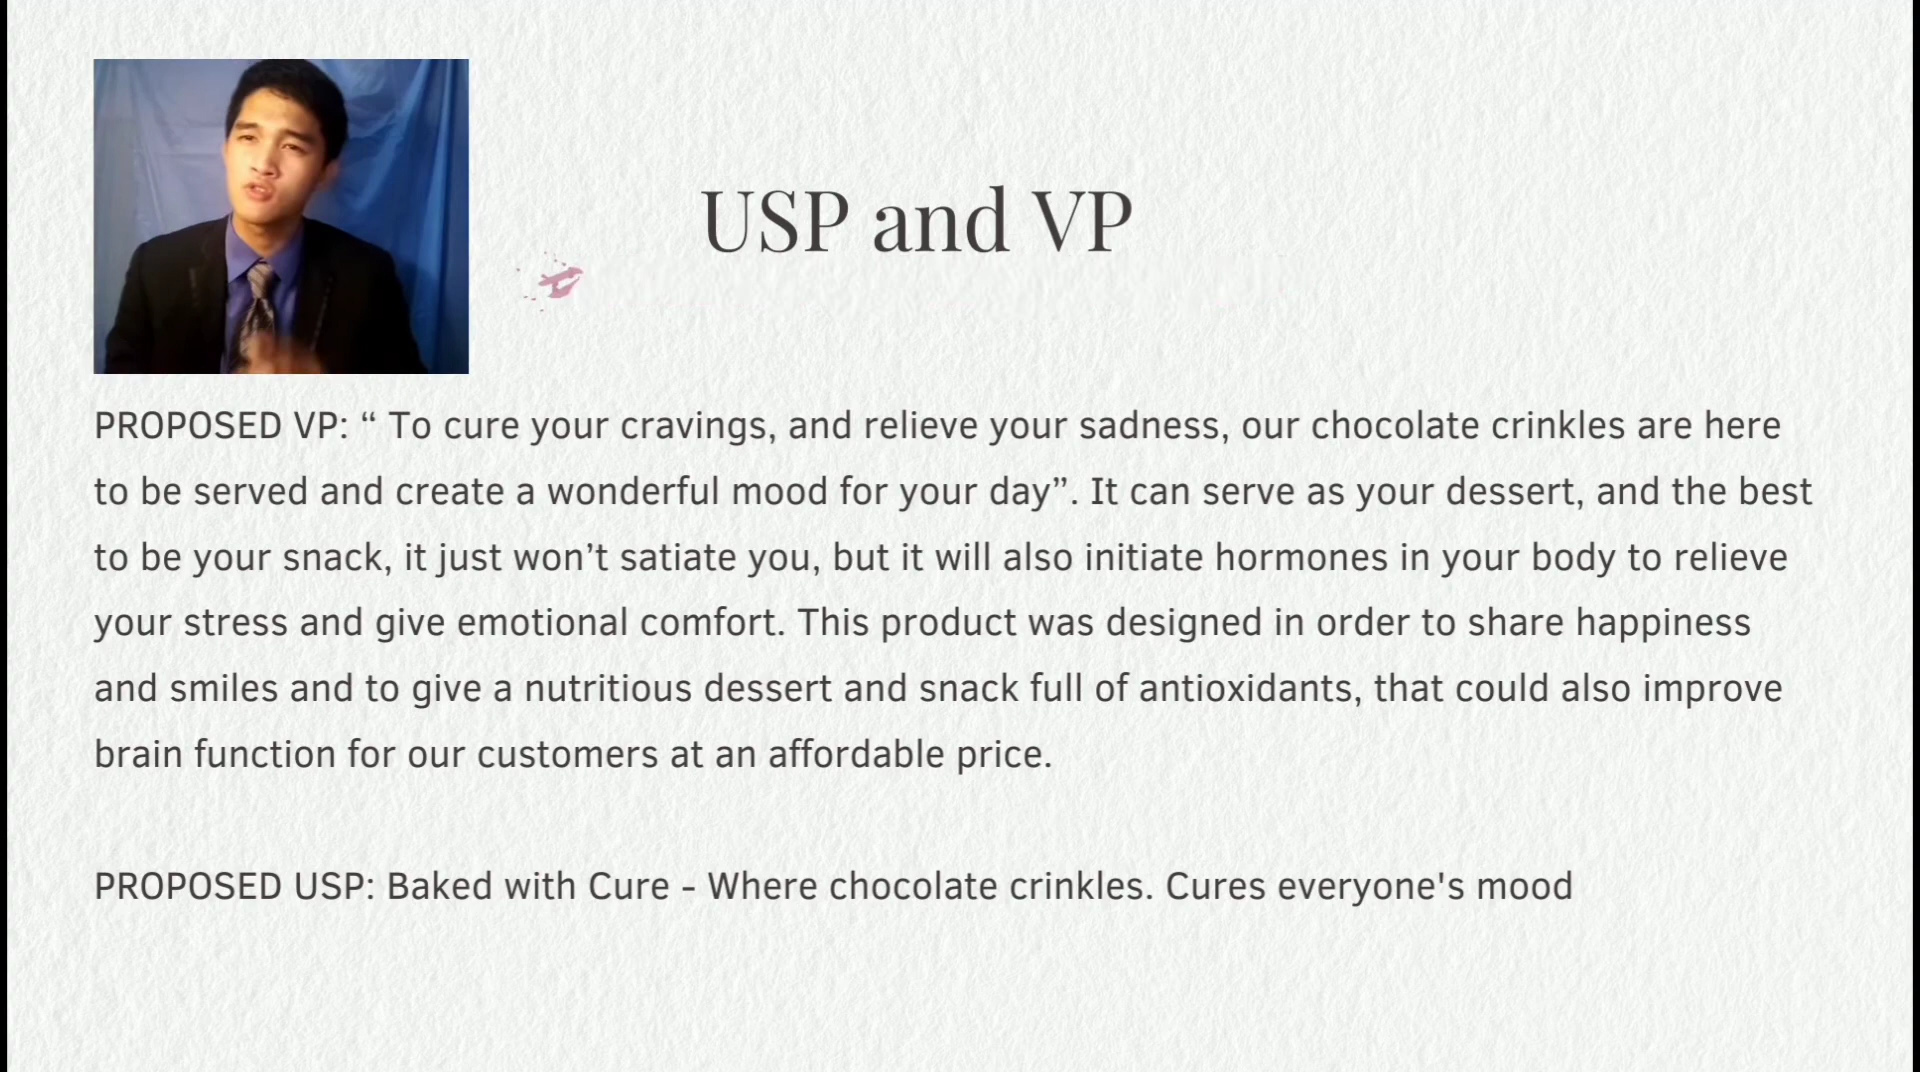 USP and VP
PROPOSED VP: “ To cure your cravings, and relieve your sadness, our chocolate crinkles are here
to be served and create a wonderful mood for your day”. It can serve as your dessert, and the best
to be your snack, it just won’t satiate you, but it will also initiate hormones in your body to relieve
your stress and give emotional comfort. This product was designed in order to share happiness
and smiles and to give a nutritious dessert and snack full of antioxidants, that could also improve
brain function for our customers at an affordable price.
PROPOSED USP: Baked with Cure - Where chocolate crinkles. Cures everyone's mood